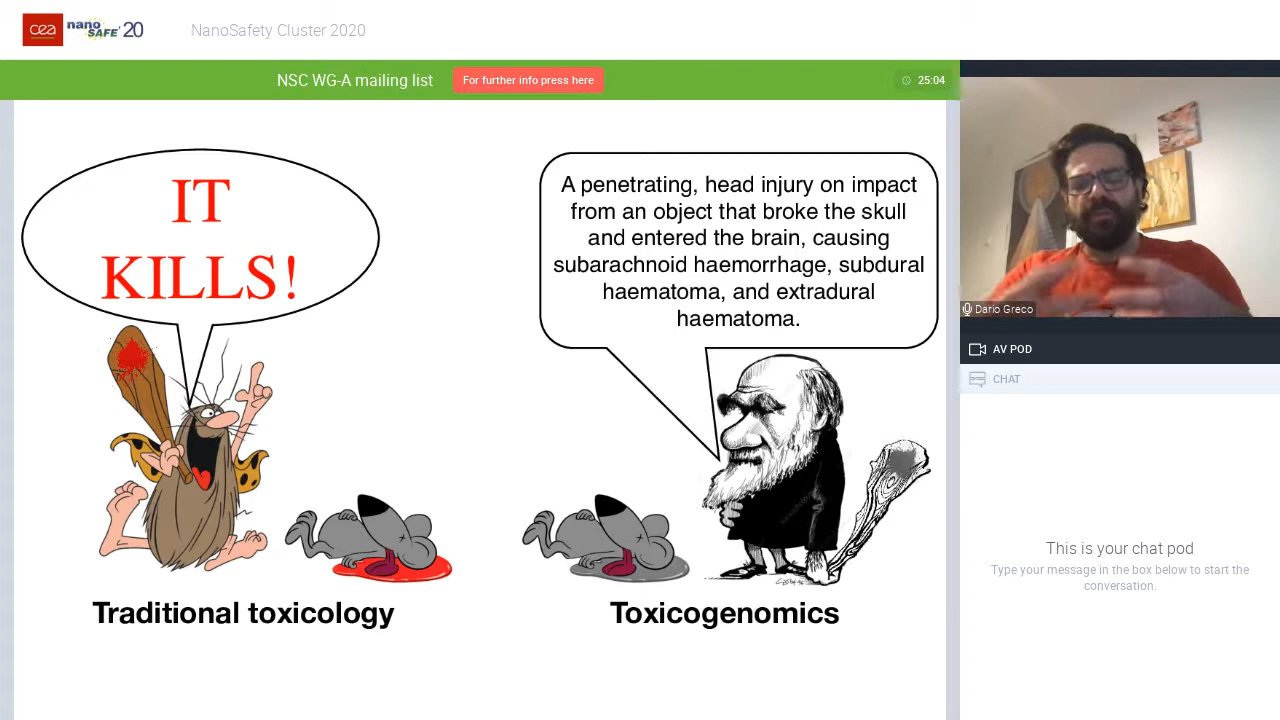 cea
nano
SAFE' 20
NanoSafety Cluster 2020
NSC WG-A mailing list
For further info press here
25:04
IT
KILLS!
A penetrating, head injury on impact
from an object that broke the skull
and entered the brain, causing
subarachnoid haemorrhage, subdural
haematoma, and extradural
haematoma.
Traditional toxicology
Toxicogenomics
Dario Greco
AV POD
CHAT
This is your chat pod
Type your message in the box below to start the
conversation.